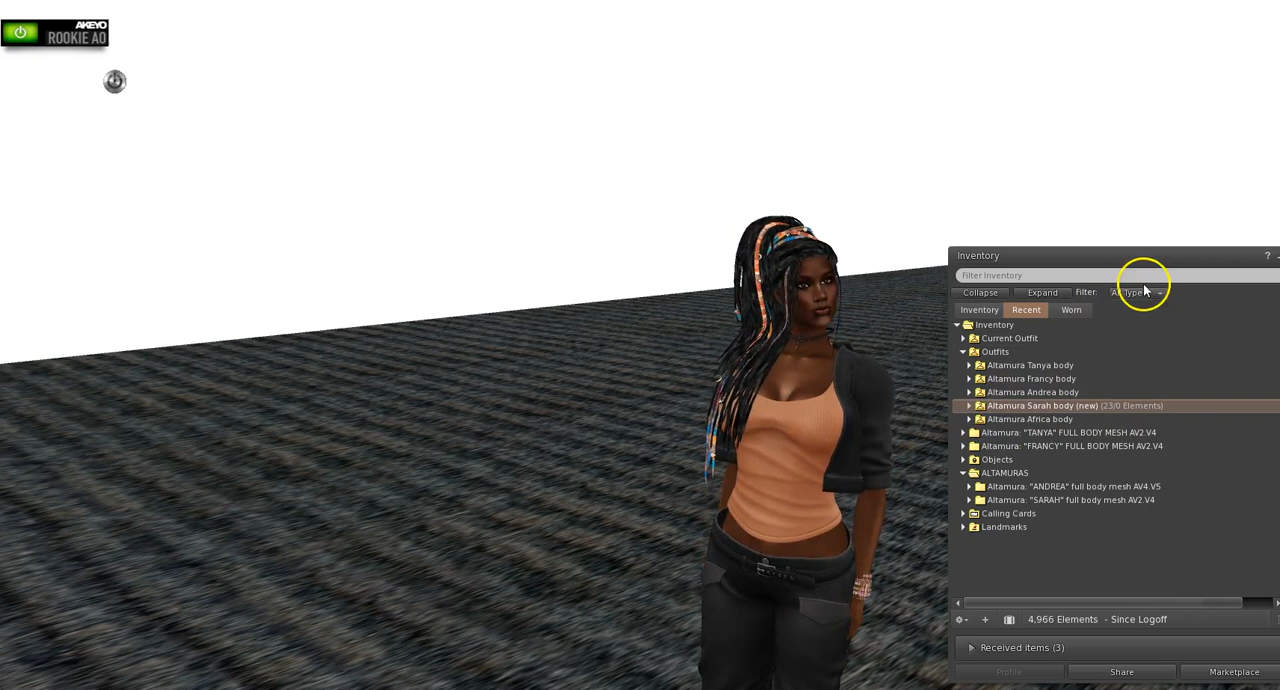 AKEYO
ROOKIE AO
Inventory ?
Filter Inventory
Collapse Expand Filter:
Inventory Recent Worn
Inventory
Current Outfit
Outfits
Altamura Tanya body
Altamura Francy body
Altamura Andrea body
Altamura Sarah body (new) (23/0 Elements)
Altamura Africa body
Altamura: "TANYA" FULL BODY MESH AV2.V4
Altamura: "FRANCY" FULL BODY MESH AV2.V4
Objects
ALTAMURAS
Altamura: "ANDREA" full body mesh AV4.V5
Altamura: "SARAH" full body mesh AV2.V4
Calling Cards
Landmarks
4,966 Elements - Since Logoff
Received items (3)
Profile Share Marketplace